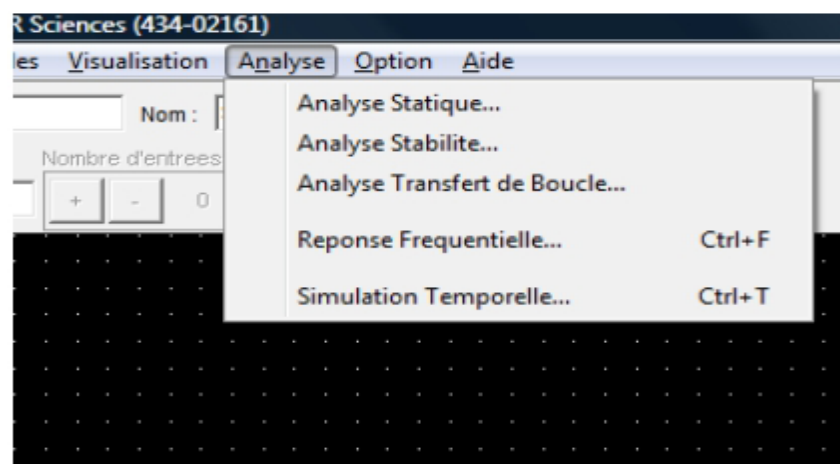 R Sciences (434-02161)
les Visualisation Analyse Option Aide
Nom :
Nombre d'entrees
+ - 0
Analyse Statique...
Analyse Stabilite...
Analyse Transfert de Boucle...
Reponse Frequentielle... Ctrl+F
Simulation Temporelle... Ctrl+T